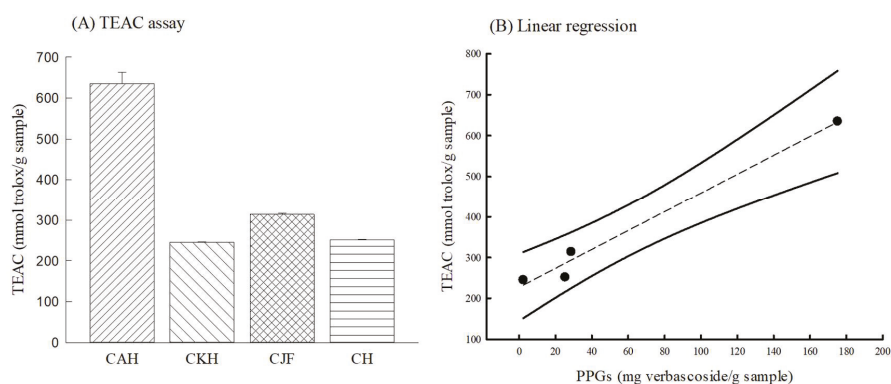 (A) TEAC assay
TEAC (mmol trolox/g sample)
700
600
500
400
300
200
100
0
CAH CKH CJF CH
(B) Linear regression
TEAC (mmol trolox/g sample)
800
700
600
500
400
300
200
100
0 20 40 60 80 100 120 140 160 180 200
PPGs (mg verbascoside/g sample)